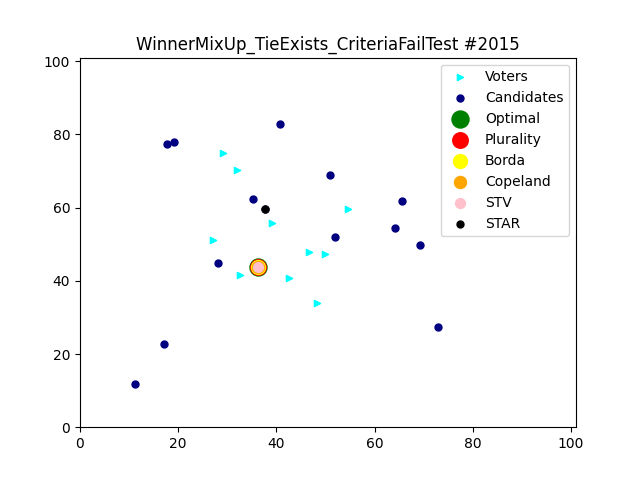 WinnerMixUp_TieExists_CriteriaFailTest #2015
100
80
60
40
20
0
0 20 40 60 80 100
Voters
Candidates
Optimal
Plurality
Borda
Copeland
STV
STAR